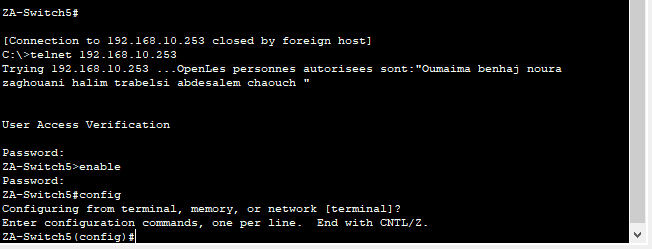 ZA-Switch5#
[Connection to 192.168.10.253 closed by foreign host]
C:\>telnet 192.168.10.253
Trying 192.168.10.253 ...OpenLes personnes autorisees sont:"Oumaima benhaj noura
zaghouani halim trabelsi abdesalem chaouch "
User Access Verification
Password:
ZA-Switch5>enable
Password:
ZA-Switch5#config
Configuring from terminal, memory, or network [terminal]?
Enter configuration commands, one per line.  End with CNTL/Z.
ZA-Switch5(config)#